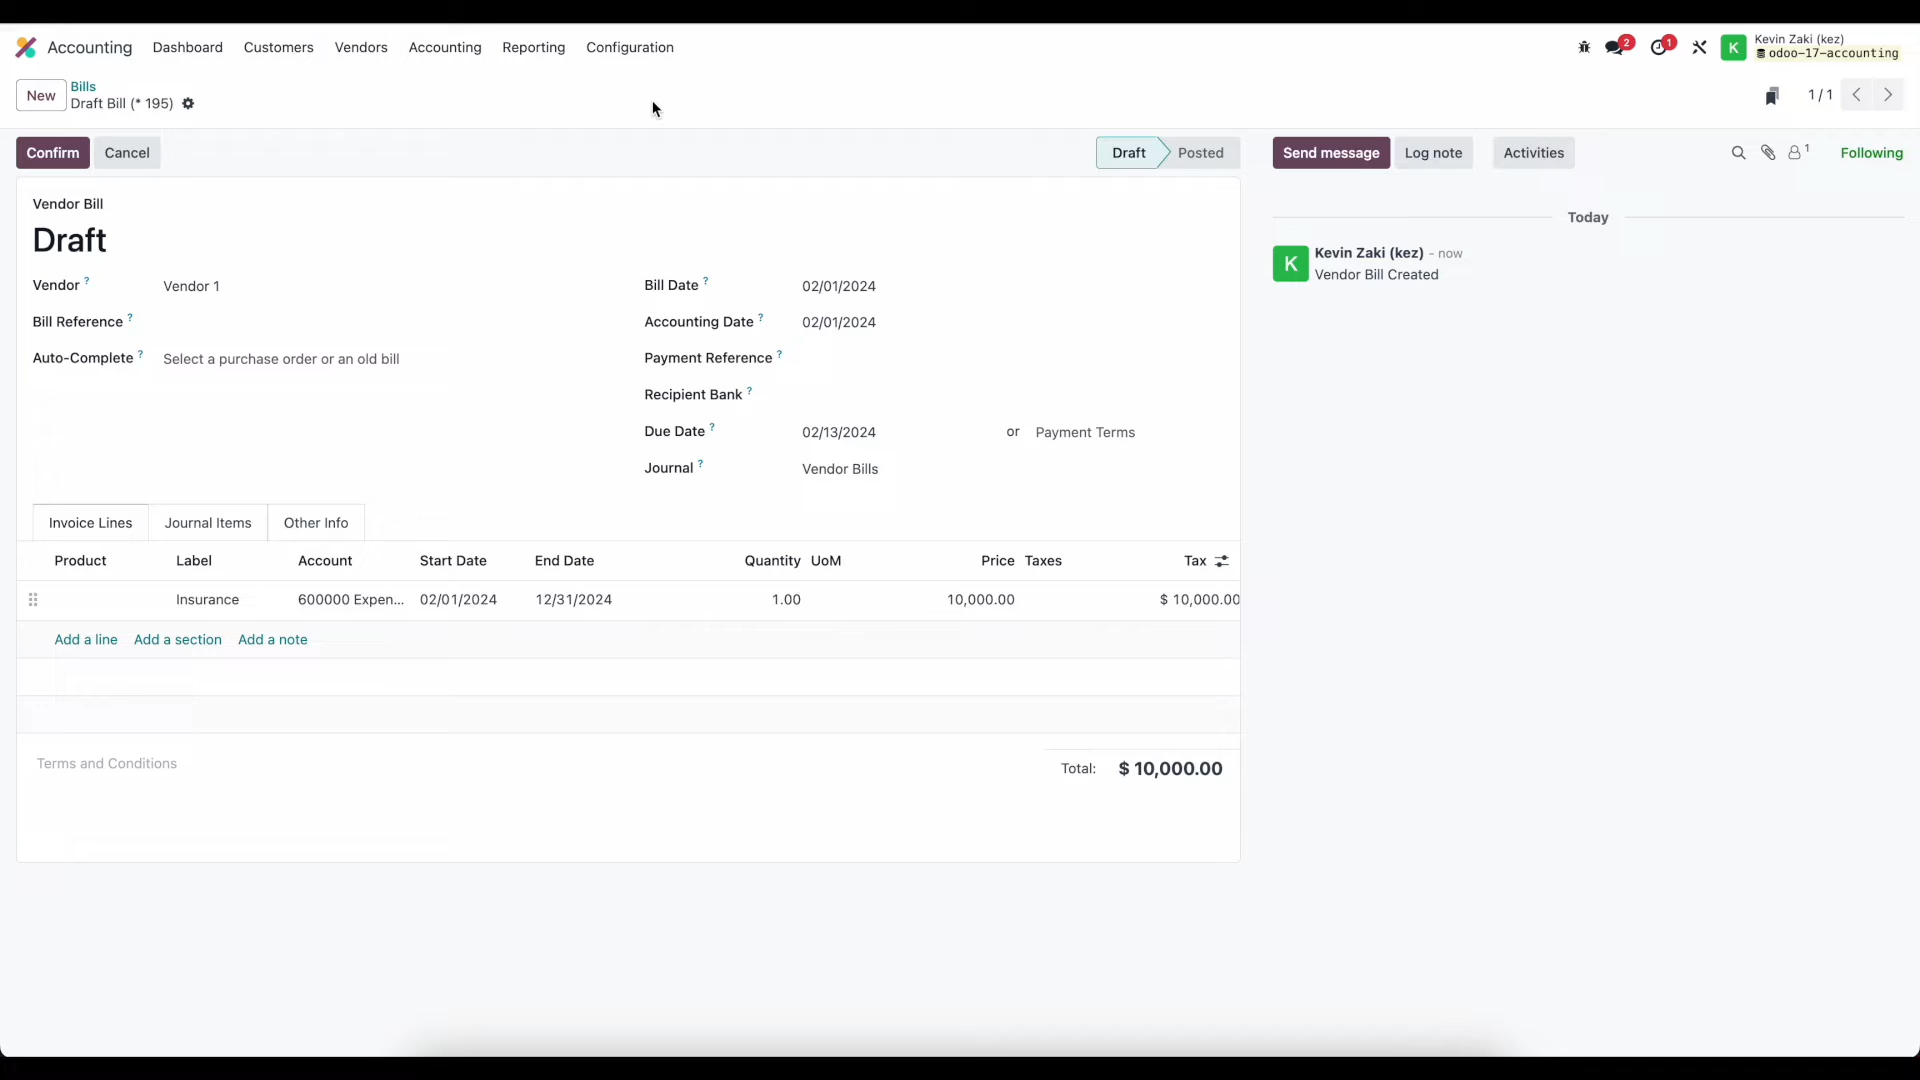 Accounting Dashboard Customers Vendors Accounting Reporting Configuration 2 1 K Kevin Zaki (kez)
odoo-17-accounting
New Bills
Draft Bill (* 195) 1 / 1
Confirm Cancel Draft Posted Send message Log note Activities 1 Following
Vendor Bill
Draft
Today
K Kevin Zaki (kez) - now
Vendor Bill Created
Vendor ? Vendor 1 Bill Date ? 02/01/2024
Bill Reference ? Accounting Date ? 02/01/2024
Auto-Complete ? Select a purchase order or an old bill Payment Reference ?
Recipient Bank ?
Due Date ? 02/13/2024 or Payment Terms
Journal ? Vendor Bills
Invoice Lines Journal Items Other Info
Product Label Account Start Date End Date Quantity UoM Price Taxes Tax
Insurance 600000 Expen... 02/01/2024 12/31/2024 1.00 10,000.00 $ 10,000.00
Add a line Add a section Add a note
Terms and Conditions
Total: $ 10,000.00